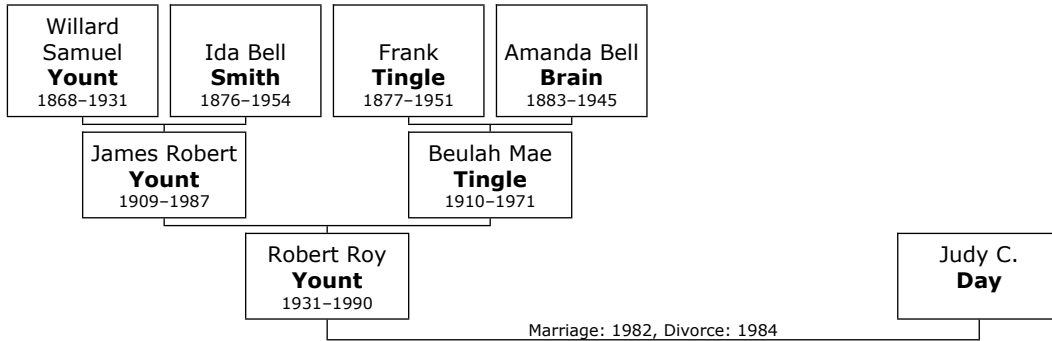 Willard
Samuel
Yount
1868–1931
Ida Bell
Smith
1876–1954
Frank
Tingle
1877–1951
Amanda Bell
Brain
1883–1945
James Robert
Yount
1909–1987
Beulah Mae
Tingle
1910–1971
Robert Roy
Yount
1931–1990
Judy C.
Day
Marriage: 1982, Divorce: 1984